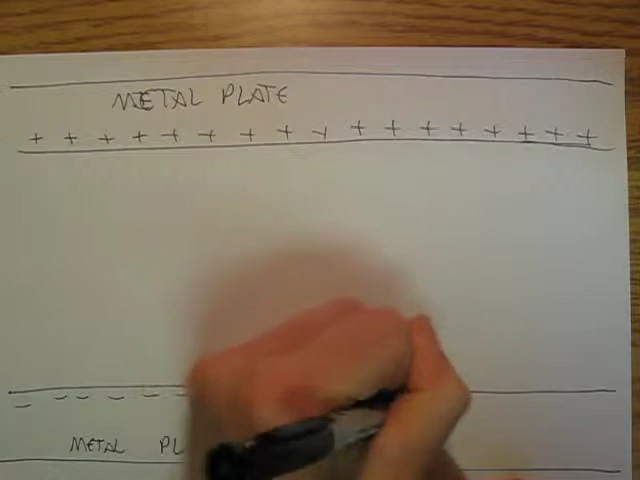 METAL PLATE
+ + + + + + + + + + + + + + + + +
- - - - -
METAL PL